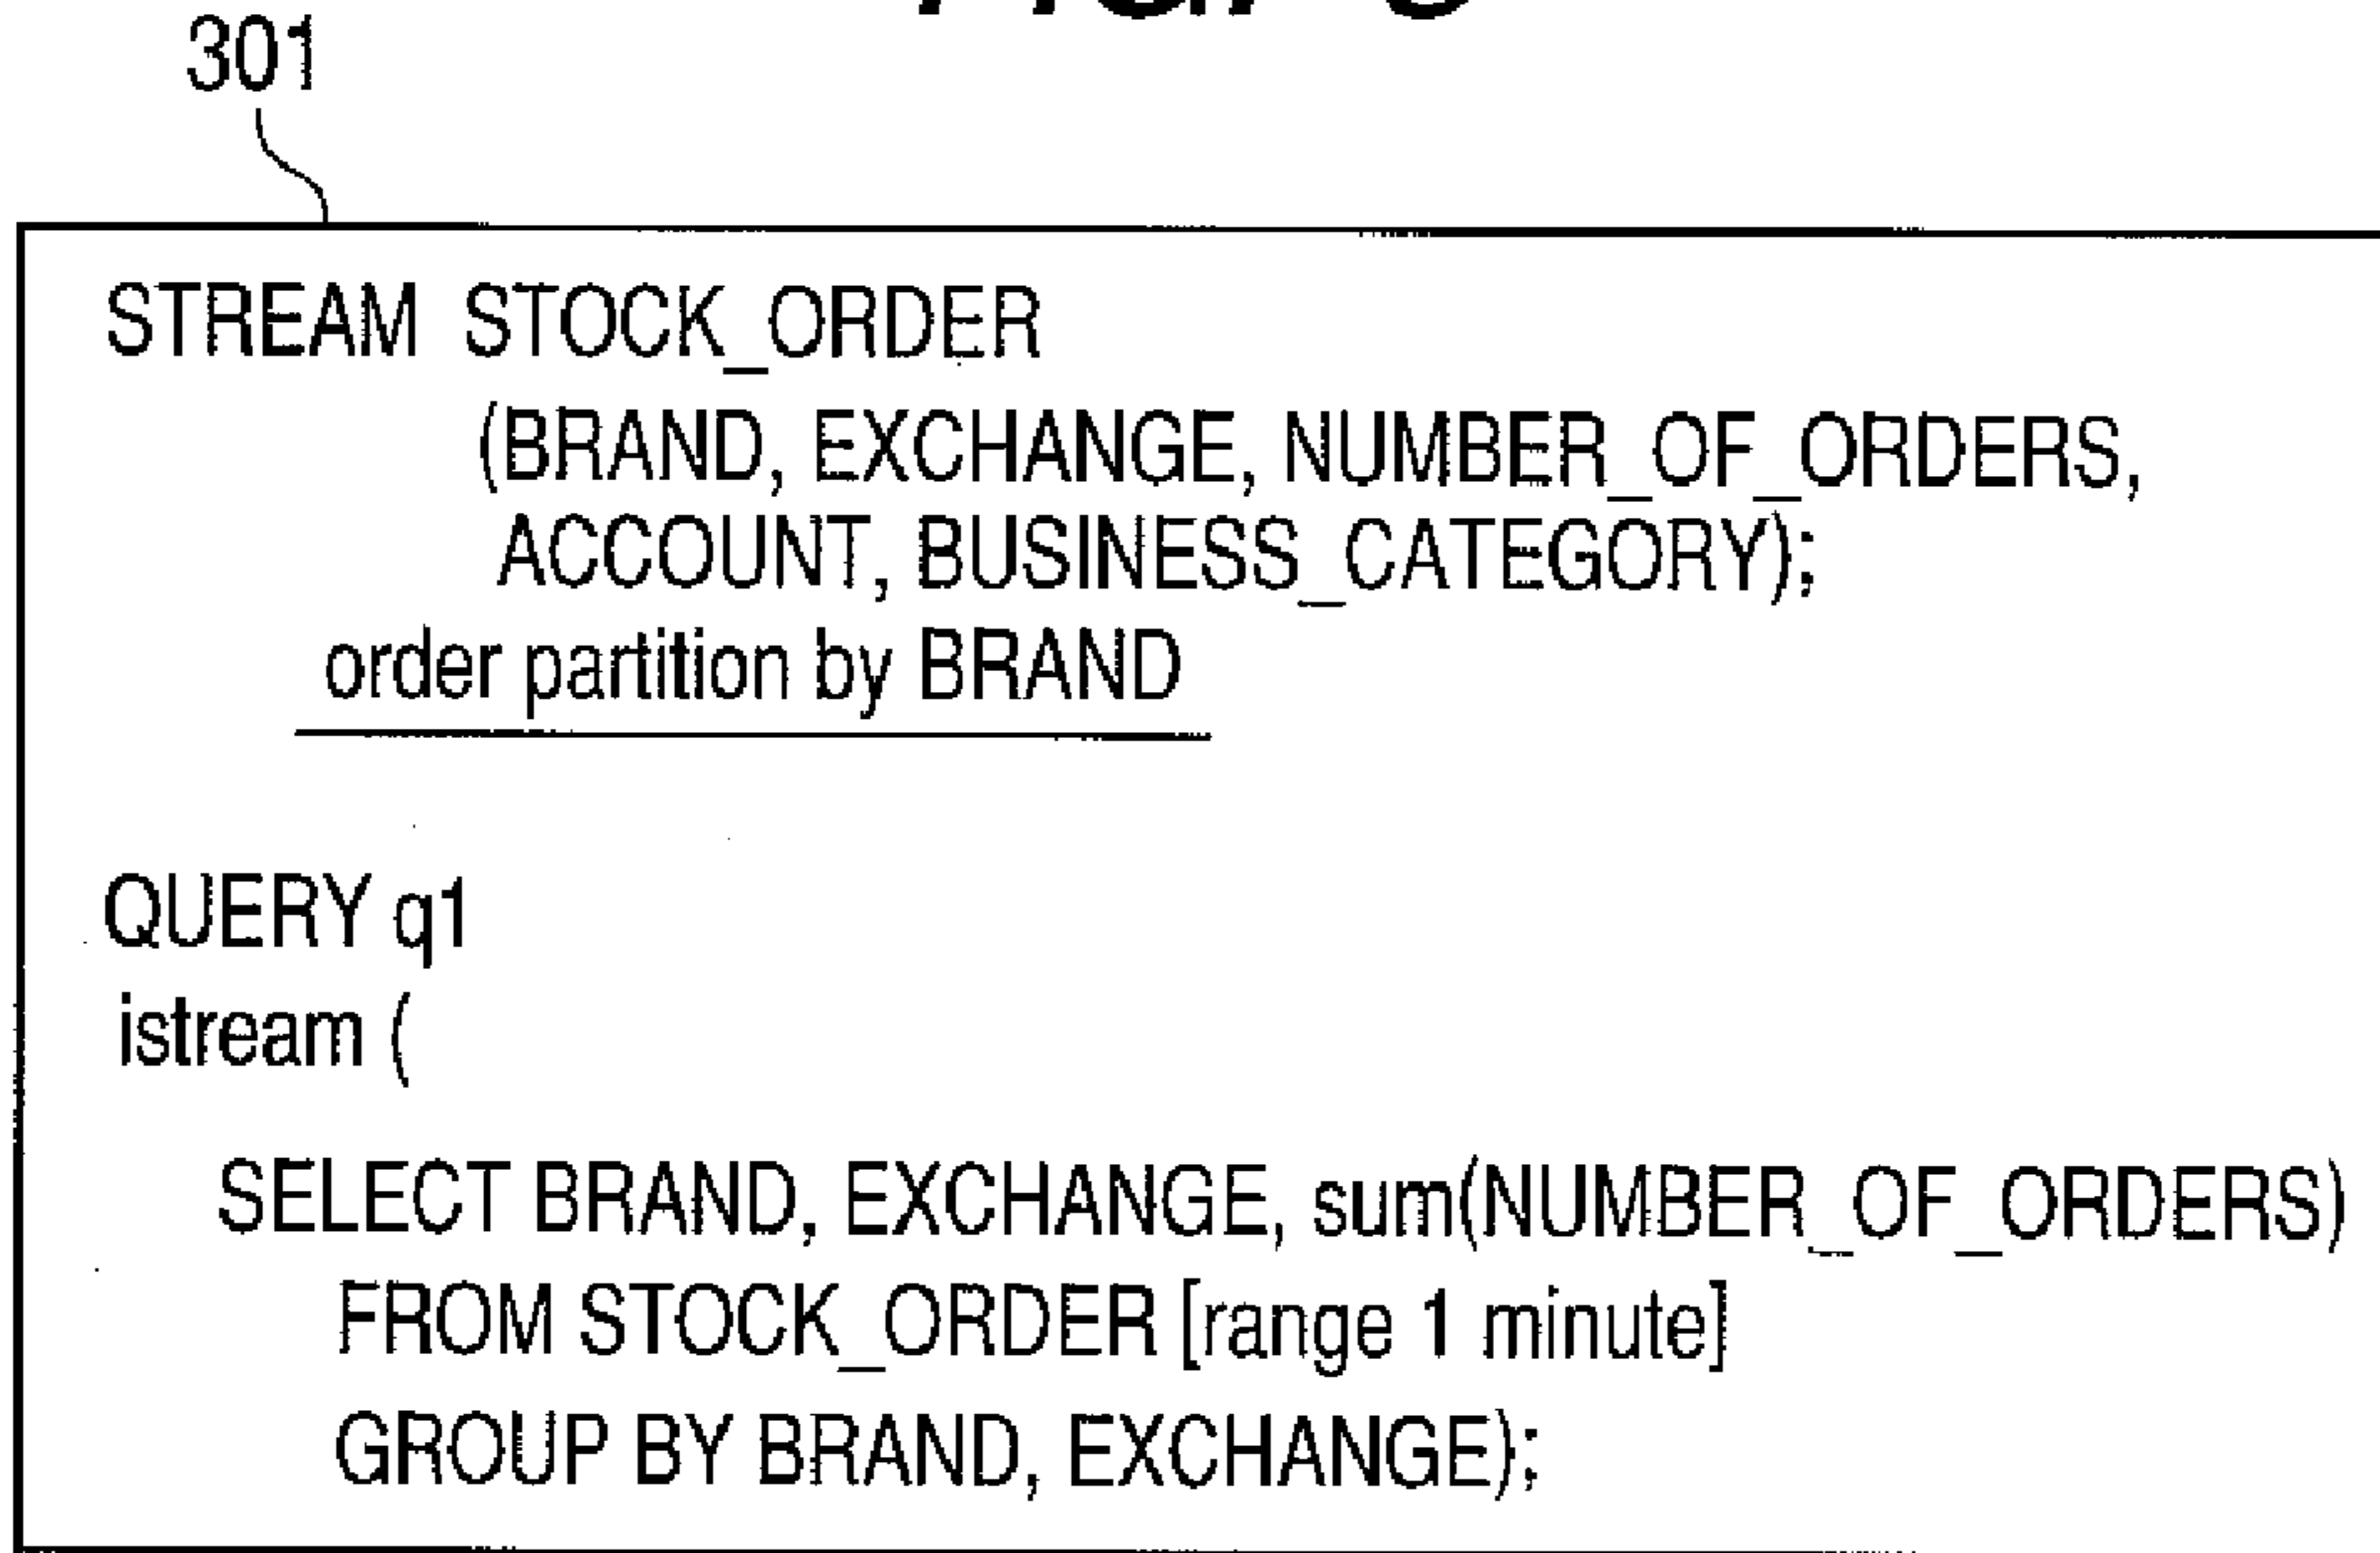 301
STREAM STOCK_ORDER
(BRAND, EXCHANGE, NUMBER_OF_ORDERS,
ACCOUNT, BUSINESS_CATEGORY);
order partition by BRAND
QUERY q1
istream (
SELECT BRAND, EXCHANGE, sum(NUMBER_OF_ORDERS)
FROM STOCK_ORDER [range 1 minute]
GROUP BY BRAND, EXCHANGE);